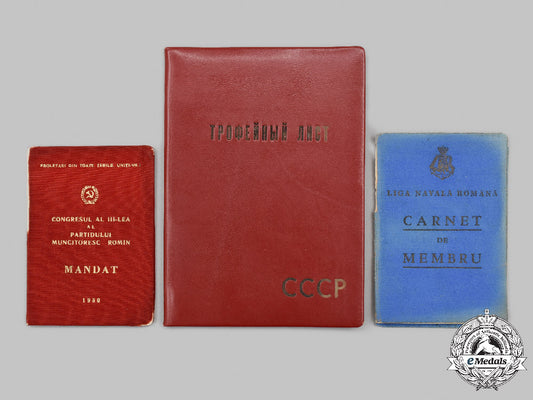 PROLETARI DIN TOATE ȚĂRILE UNIȚI-VĂ
CONGRESUL AL III-LEA
AL
PARTIDULUI
MUNCITORESC ROMÎN
MANDAT
1960
ТРОФЕЙНЫЙ ЛИСТ
СССР
LIGA NAVALĂ ROMÂNĂ
CARNET
DE
MEMBRU
eMedals